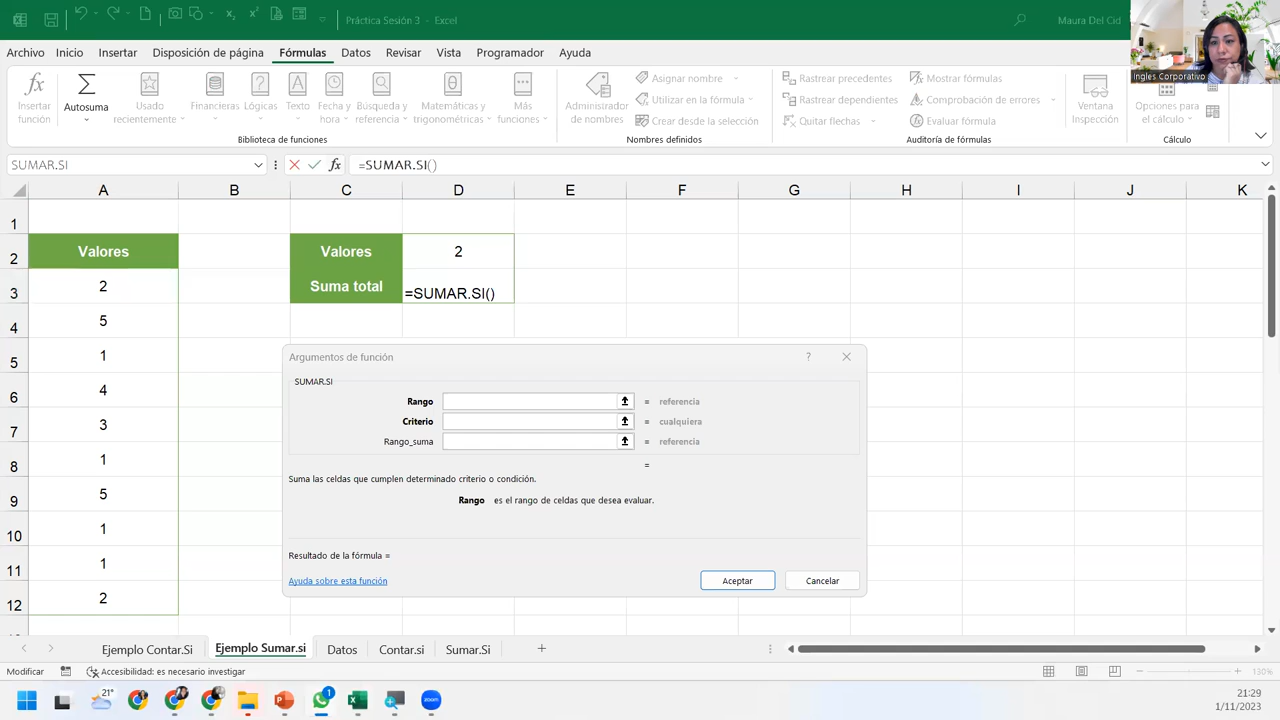 Práctica Sesión 3 - Excel
Maura Del Cid
Ingles Corporativo
Archivo Inicio Insertar Disposición de página Fórmulas Datos Revisar Vista Programador Ayuda
Insertar función
Autosuma
Usado recientemente
Financieras
Lógicas
Texto
Fecha y hora
Búsqueda y referencia
Matemáticas y trigonométricas
Más funciones
Biblioteca de funciones
Administrador de nombres
Asignar nombre
Utilizar en la fórmula
Crear desde la selección
Nombres definidos
Rastrear precedentes
Rastrear dependientes
Quitar flechas
Mostrar fórmulas
Comprobación de errores
Evaluar fórmula
Auditoría de fórmulas
Ventana Inspección
Opciones para el cálculo
Cálculo
SUMAR.SI
fx
=SUMAR.SI()
A B C D E F G H I J K
1
2 Valores Valores 2
3 2 Suma total =SUMAR.SI()
4 5
5 1
6 4
7 3
8 1
9 5
10 1
11 1
12 2
Argumentos de función ?
SUMAR.SI
Rango = referencia
Criterio = cualquiera
Rango_suma = referencia
=
Suma las celdas que cumplen determinado criterio o condición.
Rango es el rango de celdas que desea evaluar.
Resultado de la fórmula =
Ayuda sobre esta función
Aceptar Cancelar
Ejemplo Contar.Si Ejemplo Sumar.si Datos Contar.si Sumar.Si
Modificar Accesibilidad: es necesario investigar 130%
21°
1
zoom
21:29
1/11/2023